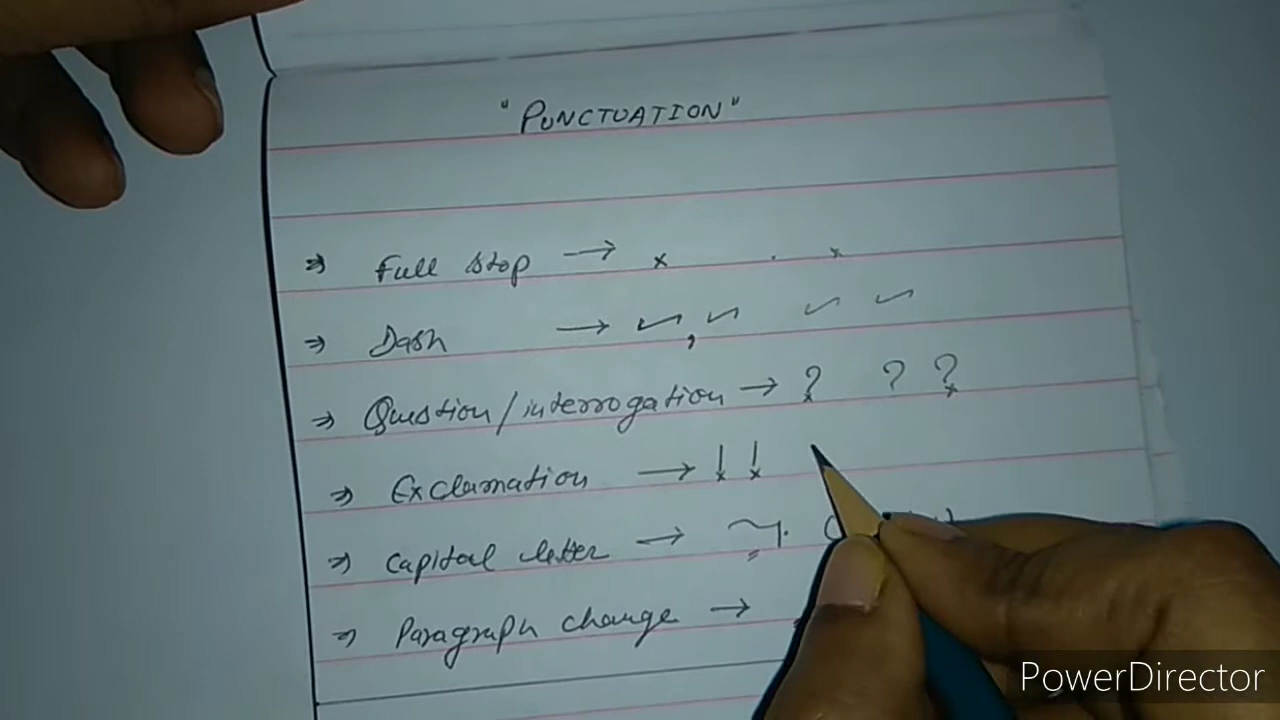 "PUNCTUATION"
⇒ Full stop → x . x
⇒ Dash → ,
⇒ Question/interrogation → ? ? ?
⇒ Exclamation → ! !
⇒ Capital letter →
⇒ Paragraph change →
PowerDirector